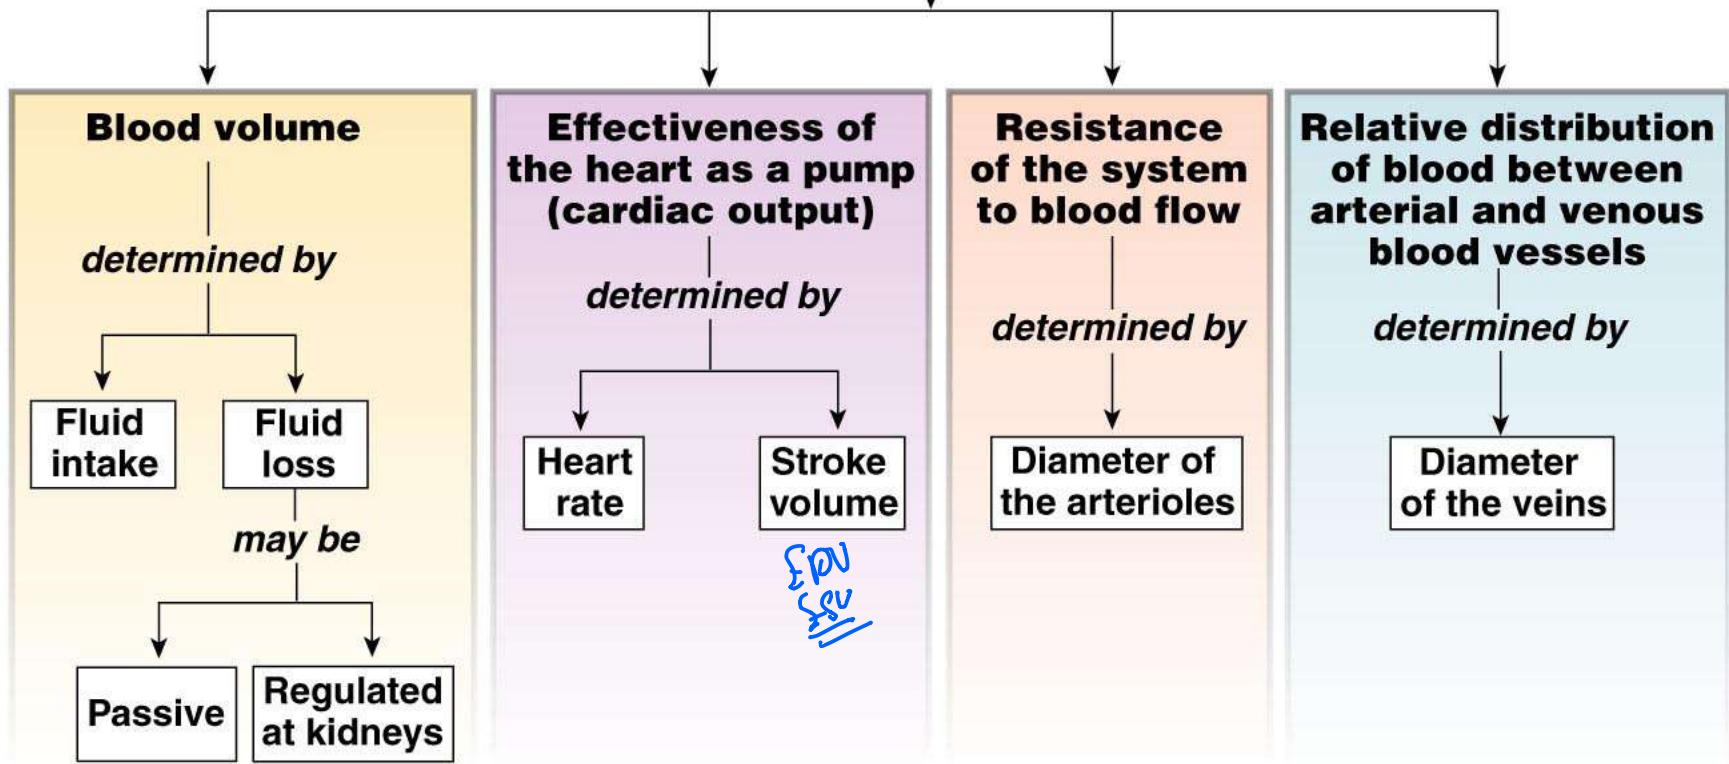 Blood volume
determined by
Fluid
intake
Fluid
loss
may be
Passive
Regulated
at kidneys
Effectiveness of
the heart as a pump
(cardiac output)
determined by
Heart
rate
Stroke
volume
EDV
ESV
Resistance
of the system
to blood flow
determined by
Diameter of
the arterioles
Relative distribution
of blood between
arterial and venous
blood vessels
determined by
Diameter
of the veins